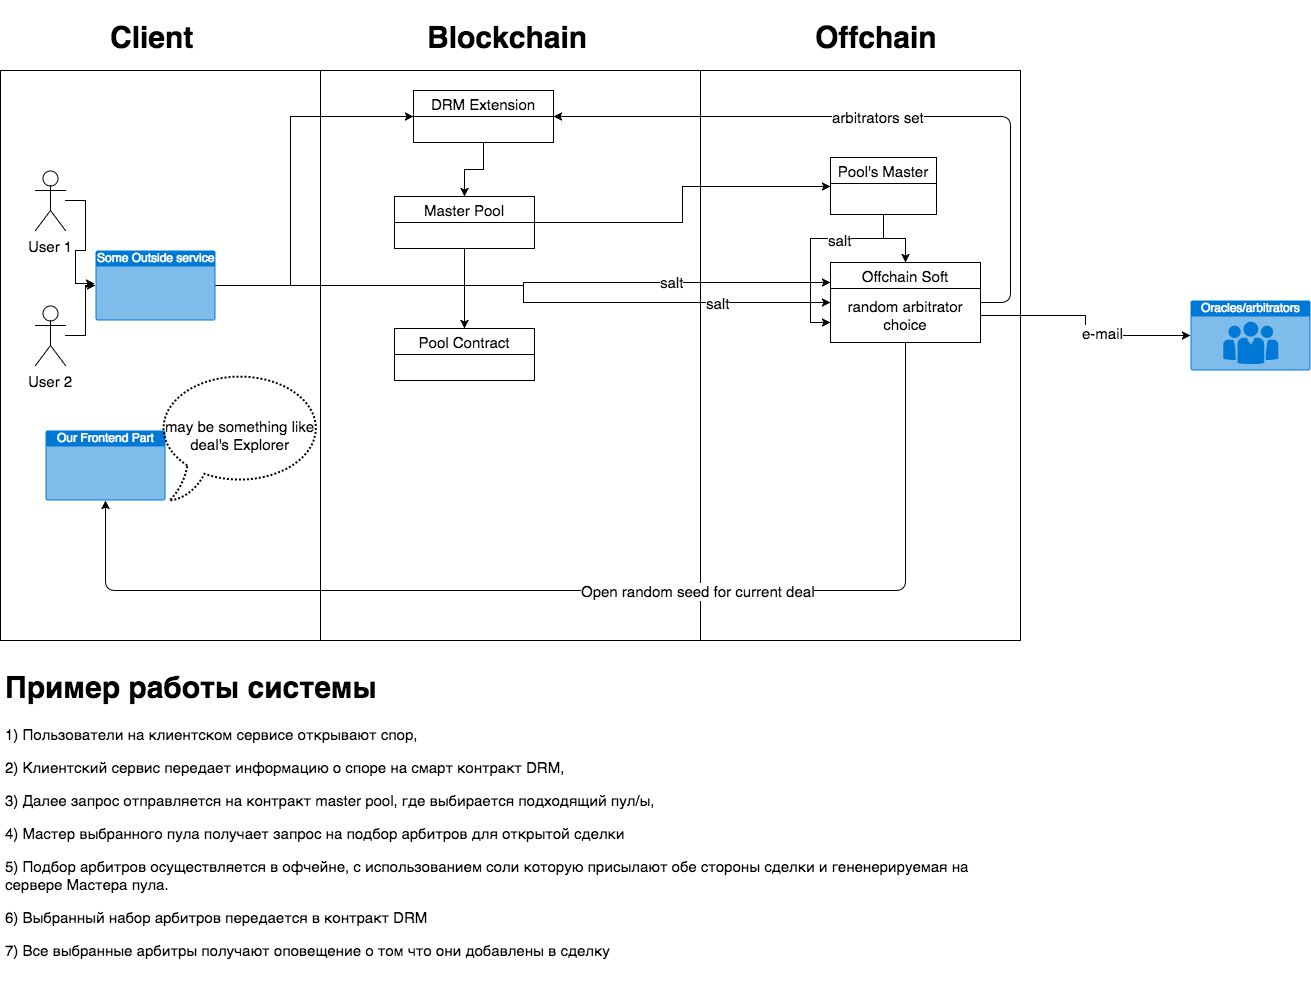 Client
Blockchain
Offchain
DRM Extension
arbitrators set
Pool's Master
Master Pool
User 1
salt
Some Outside service
Offchain Soft
salt
salt
random arbitrator
choice
Oracles/arbitrators
e-mail
Pool Contract
User 2
may be something like
deal's Explorer
Our Frontend Part
Open random seed for current deal
Пример работы системы
1) Пользователи на клиентском сервисе открывают спор,
2) Клиентский сервис передает информацию о споре на смарт контракт DRM,
3) Далее запрос отправляется на контракт master pool, где выбирается подходящий пул/ы,
4) Мастер выбранного пула получает запрос на подбор арбитров для открытой сделки
5) Подбор арбитров осуществляется в офчейне, с использованием соли которую присылают обе стороны сделки и гененерируемая на
сервере Мастера пула.
6) Выбранный набор арбитров передается в контракт DRM
7) Все выбранные арбитры получают оповещение о том что они добавлены в сделку